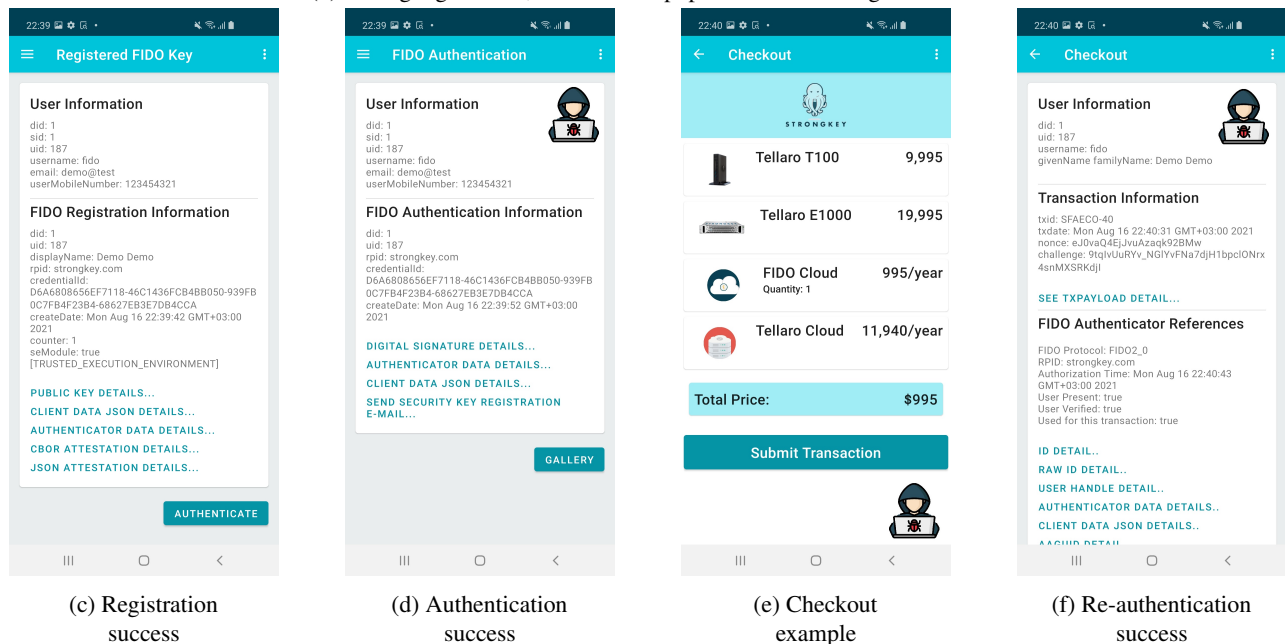 22:39
Registered FIDO Key
User Information
did: 1
sid: 1
uid: 187
username: fido
email: demo@test
userMobileNumber: 123454321
FIDO Registration Information
did: 1
uid: 187
displayName: Demo Demo
rpid: strongkey.com
credentialId:
D6A6808656EF7118-46C1436FCB4BB050-939FB
0C7FB4F23B4-68627EB3E7DB4CCA
createDate: Mon Aug 16 22:39:42 GMT+03:00
2021
counter: 1
seModule: true
[TRUSTED_EXECUTION_ENVIRONMENT]
PUBLIC KEY DETAILS...
CLIENT DATA JSON DETAILS...
AUTHENTICATOR DATA DETAILS...
CBOR ATTESTATION DETAILS...
JSON ATTESTATION DETAILS...
AUTHENTICATE
(c) Registration
success
22:39
FIDO Authentication
User Information
did: 1
sid: 1
uid: 187
username: fido
email: demo@test
userMobileNumber: 123454321
FIDO Authentication Information
did: 1
uid: 187
rpid: strongkey.com
credentialId:
D6A6808656EF7118-46C1436FCB4BB050-939FB
0C7FB4F23B4-68627EB3E7DB4CCA
createDate: Mon Aug 16 22:39:52 GMT+03:00
2021
DIGITAL SIGNATURE DETAILS...
AUTHENTICATOR DATA DETAILS...
CLIENT DATA JSON DETAILS...
SEND SECURITY KEY REGISTRATION
E-MAIL...
GALLERY
(d) Authentication
success
22:40
Checkout
STRONGKEY
Tellaro T100 9,995
Tellaro E1000 19,995
FIDO Cloud 995/year
Quantity: 1
Tellaro Cloud 11,940/year
Total Price: $995
Submit Transaction
(e) Checkout
example
22:40
Checkout
User Information
did: 1
uid: 187
username: fido
givenName familyName: Demo Demo
Transaction Information
txid: SFAECO-40
txdate: Mon Aug 16 22:40:31 GMT+03:00 2021
nonce: eJ0vaQ4EjJvuAzaqk92BMw
challenge: 9tqIvUuRYv_NGlYvFNa7djH1bpclONrx
4snMXSRKdjI
SEE TXPAYLOAD DETAIL...
FIDO Authenticator References
FIDO Protocol: FIDO2_0
RPID: strongkey.com
Authorization Time: Mon Aug 16 22:40:43
GMT+03:00 2021
User Present: true
User Verified: true
Used for this transaction: true
ID DETAIL..
RAW ID DETAIL..
USER HANDLE DETAIL..
AUTHENTICATOR DATA DETAILS..
CLIENT DATA JSON DETAILS..
(f) Re-authentication
success